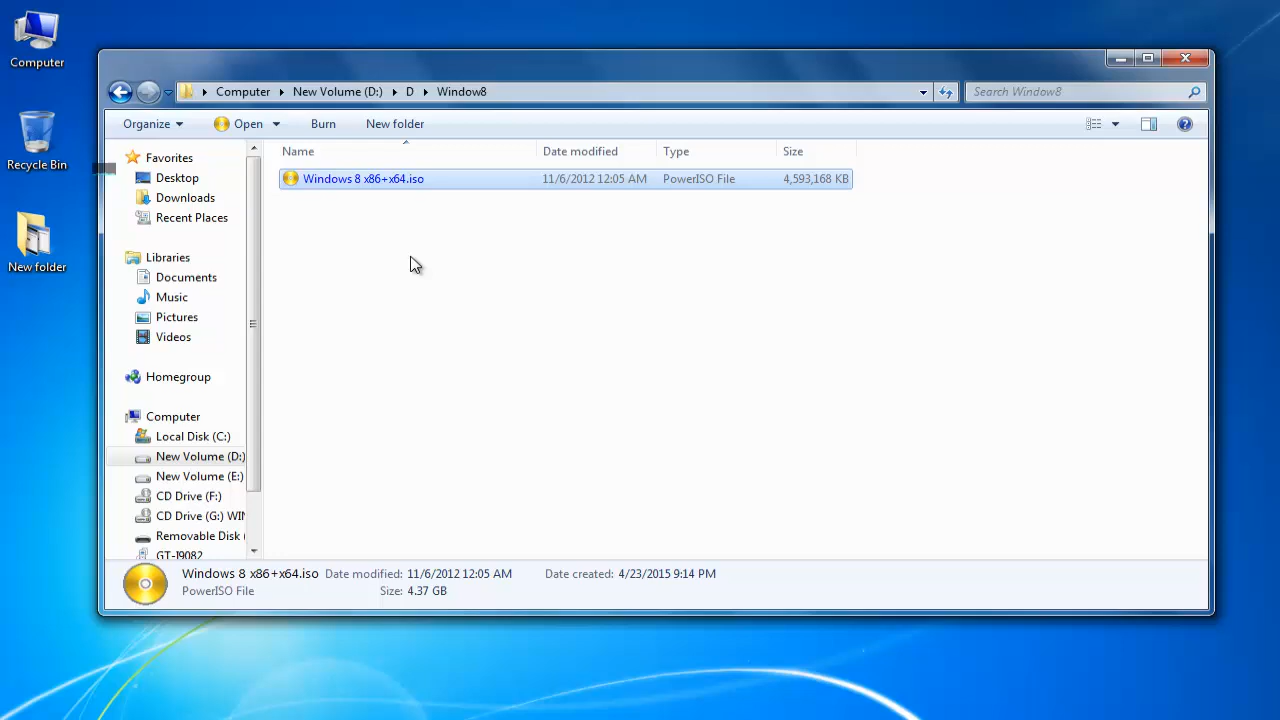 Computer
Recycle Bin
New folder
Computer New Volume (D:) D Window8
Search Window8
Organize Open Burn New folder
Name Date modified Type Size
Windows 8 x86+x64.iso 11/6/2012 12:05 AM PowerISO File 4,593,168 KB
Favorites
Desktop
Downloads
Recent Places
Libraries
Documents
Music
Pictures
Videos
Homegroup
Computer
Local Disk (C:)
New Volume (D:)
New Volume (E:)
CD Drive (F:)
CD Drive (G:) WIN
Removable Disk (
GT-I9082
Windows 8 x86+x64.iso Date modified: 11/6/2012 12:05 AM Date created: 4/23/2015 9:14 PM
PowerISO File Size: 4.37 GB